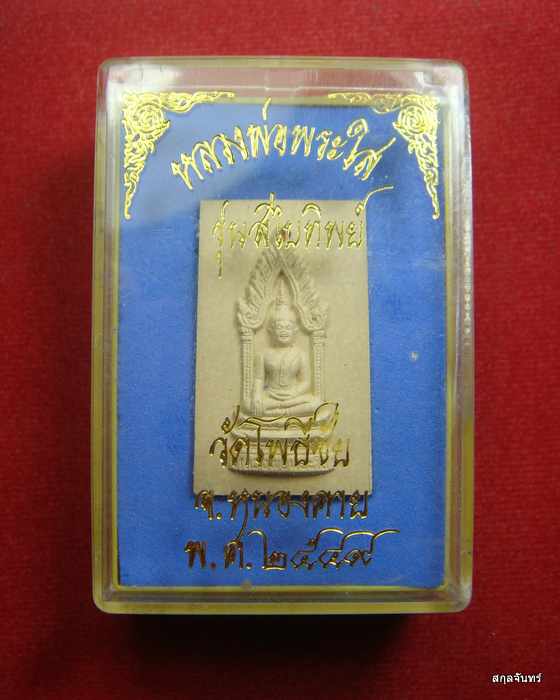 หลวงพ่อพระใส
รุ่นสไบทิพย์
วัดโพธิ์ชัย
จ.หนองคาย
พ.ศ.๒๕๔๙
สกุลจันทร์